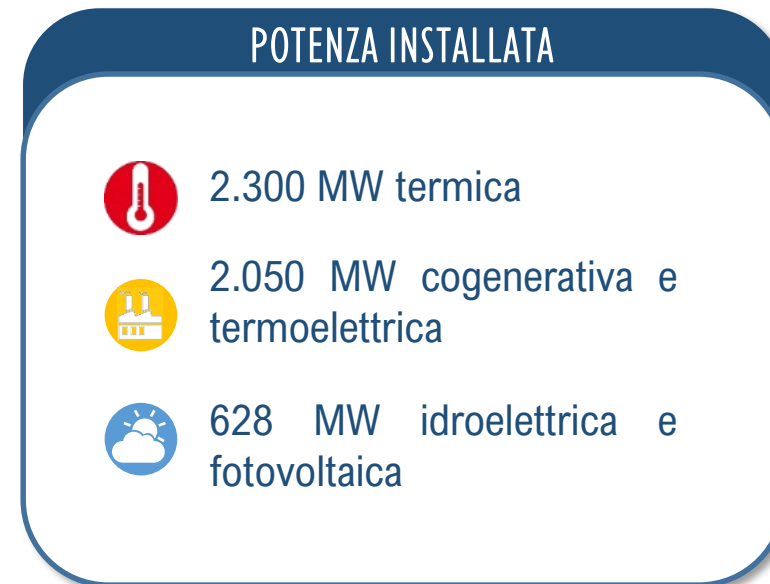 POTENZA INSTALLATA
2.300 MW termica
2.050 MW cogenerativa e
termoelettrica
628 MW idroelettrica e
fotovoltaica